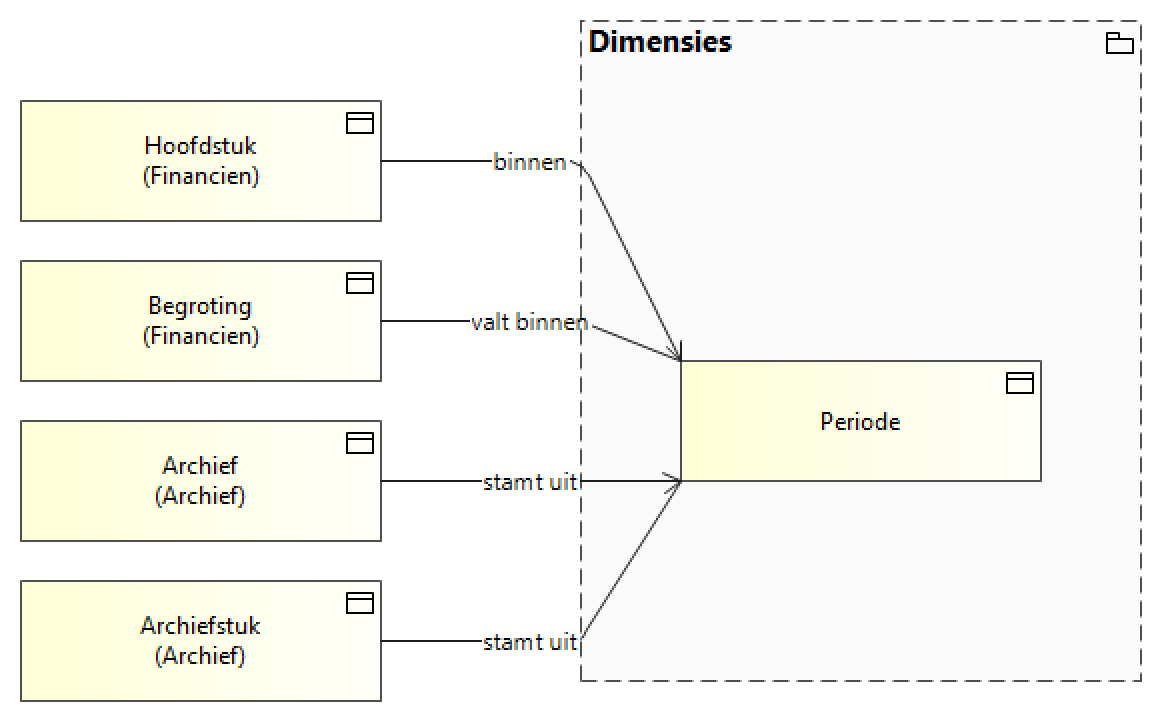 Dimensies
Hoofdstuk
(Financien)
binnen
Begroting
(Financien)
valt binnen
Periode
Archief
(Archief)
stamt uit
Archiefstuk
(Archief)
stamt uit